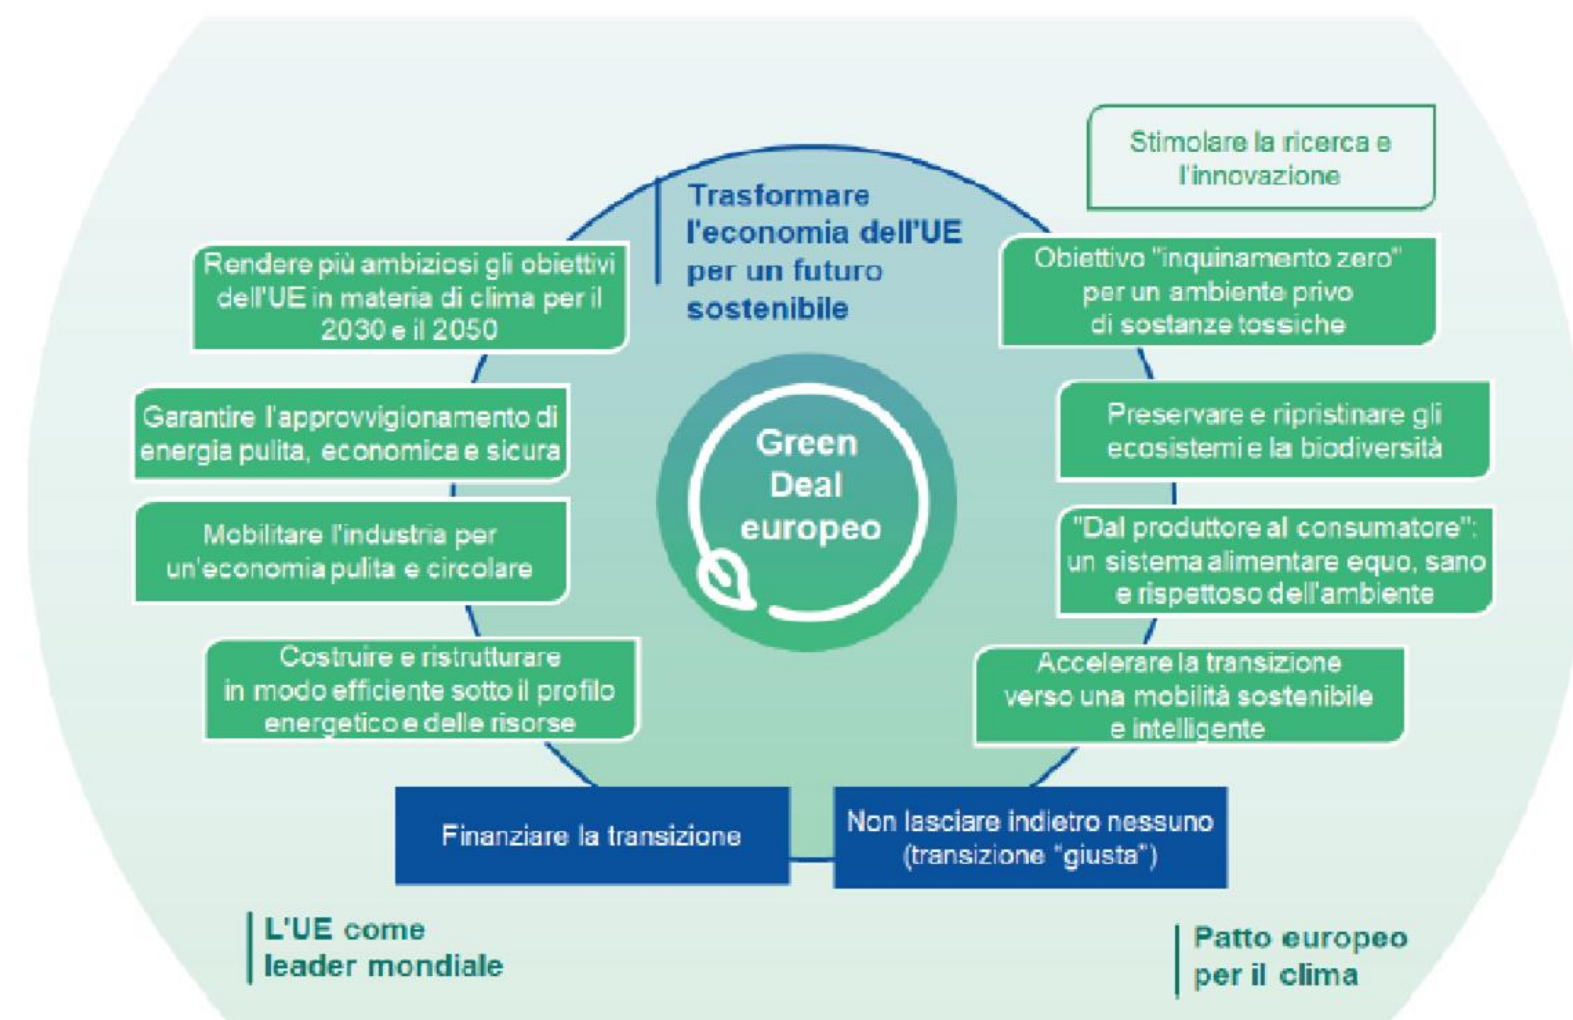 Stimolare la ricerca e
l'innovazione
Trasformare
l'economia dell'UE
per un futuro
sostenibile
Rendere più ambiziosi gli obiettivi
dell'UE in materia di clima per il
2030 e il 2050
Obiettivo "inquinamento zero"
per un ambiente privo
di sostanze tossiche
Garantire l'approvvigionamento di
energia pulita, economica e sicura
Preservare e ripristinare gli
ecosistemi e la biodiversità
Green
Deal
europeo
Mobilitare l'industria per
un'economia pulita e circolare
"Dal produttore al consumatore":
un sistema alimentare equo, sano
e rispettoso dell'ambiente
Costruire e ristrutturare
in modo efficiente sotto il profilo
energetico e delle risorse
Accelerare la transizione
verso una mobilità sostenibile
e intelligente
Finanziare la transizione
Non lasciare indietro nessuno
(transizione "giusta")
L'UE come
leader mondiale
Patto europeo
per il clima